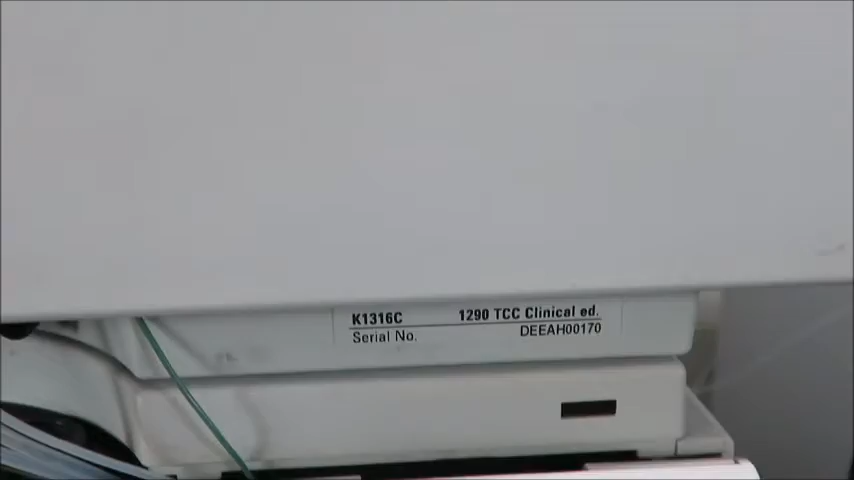 K1316C 1290 TCC Clinical ed.
Serial No. DEEAH00170